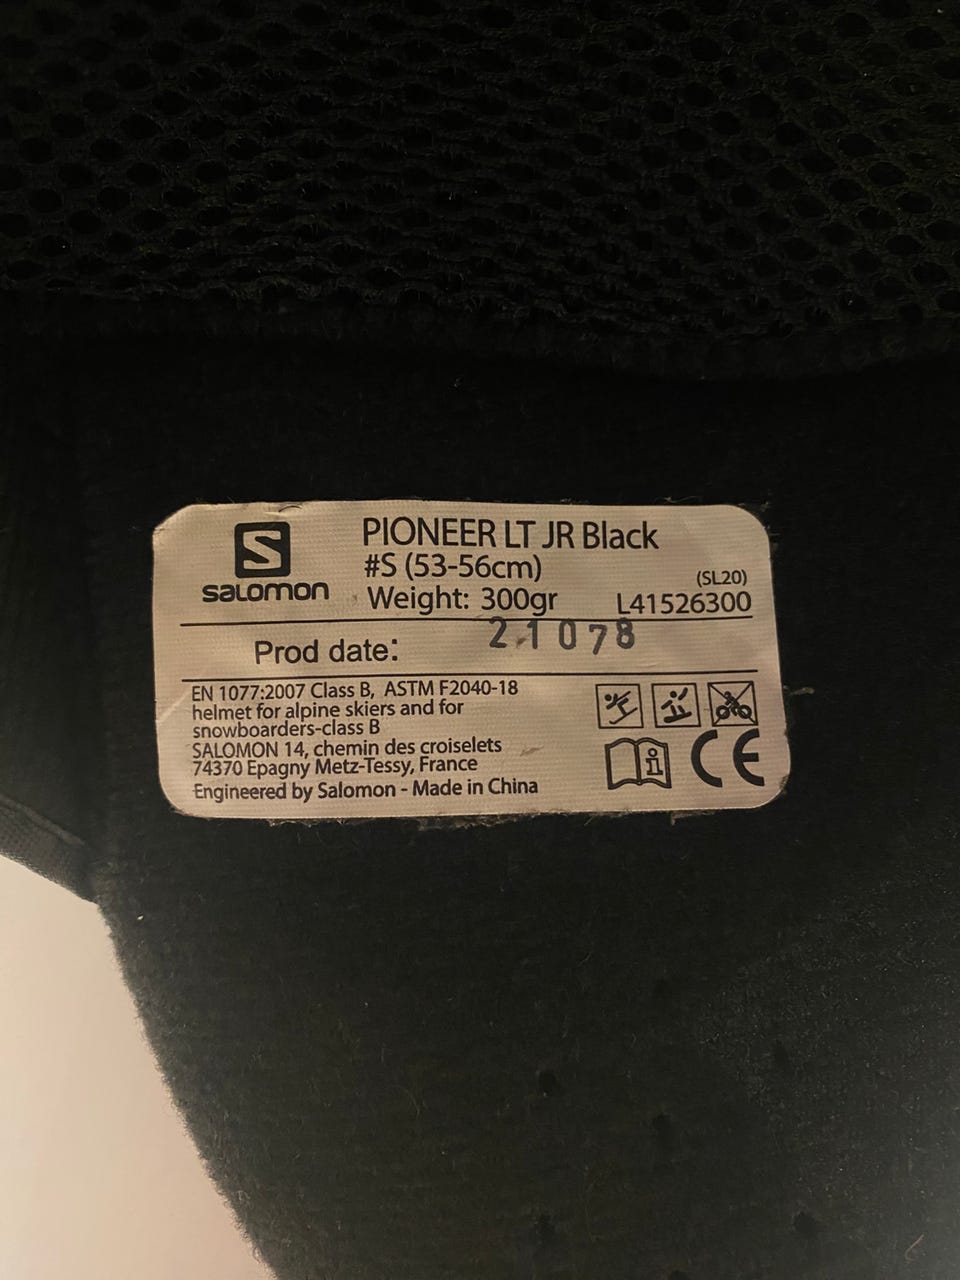 S
salomon
PIONEER LT JR Black
#S (53-56cm)
(SL20)
Weight: 300gr L41526300
Prod date: 21078
EN 1077:2007 Class B, ASTM F2040-18
helmet for alpine skiers and for
snowboarders-class B
SALOMON 14, chemin des croiselets
74370 Epagny Metz-Tessy, France
Engineered by Salomon - Made in China
i
CE